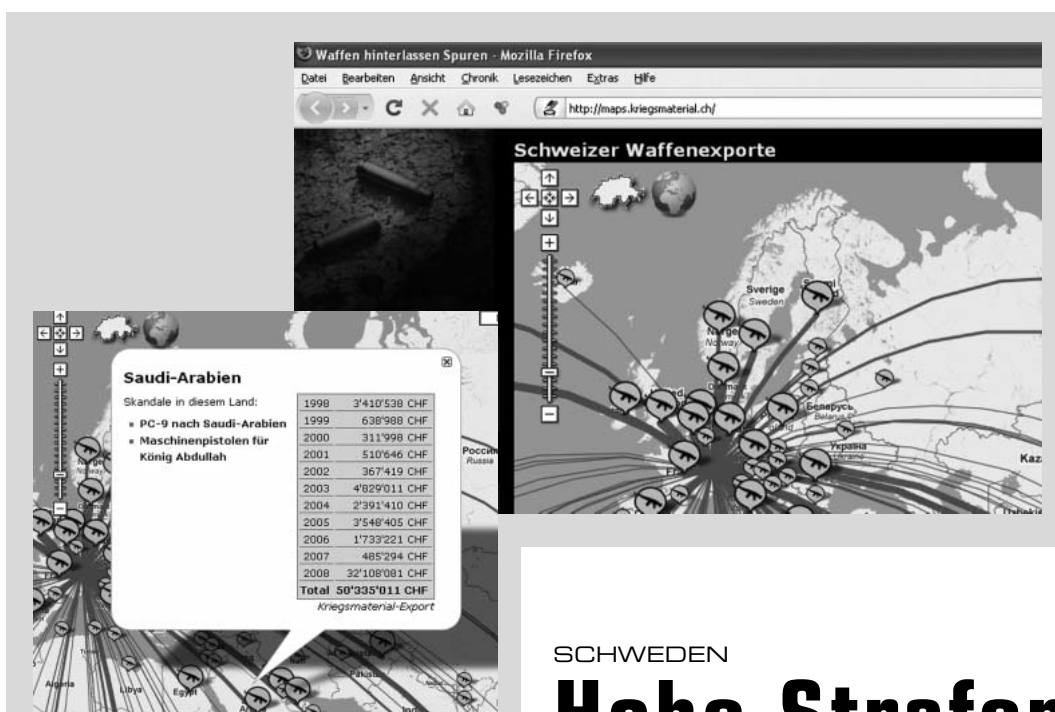 Waffen hinterlassen Spuren - Mozilla Firefox
Datei Bearbeiten Ansicht Chronik Lesezeichen Extras Hilfe
http://maps.kriegsmaterial.ch/
Schweizer Waffenexporte
Sverige
Sweden
Norge
Norway
Беларусь
Belarus
Україна
Ukraine
Saudi-Arabien
Skandale in diesem Land:
PC-9 nach Saudi-Arabien
Maschinenpistolen für
König Abdullah
1998 3'410'538 CHF
1999 638'988 CHF
2000 311'998 CHF
2001 510'646 CHF
2002 367'419 CHF
2003 4'829'011 CHF
2004 2'391'410 CHF
2005 3'548'405 CHF
2006 1'733'221 CHF
2007 485'294 CHF
2008 32'108'081 CHF
Total 50'335'011 CHF
Kriegsmaterial-Export
Russia
Algeria
Libya
Egypt
Pakistan
SCHWEDEN
Hohe Strafen